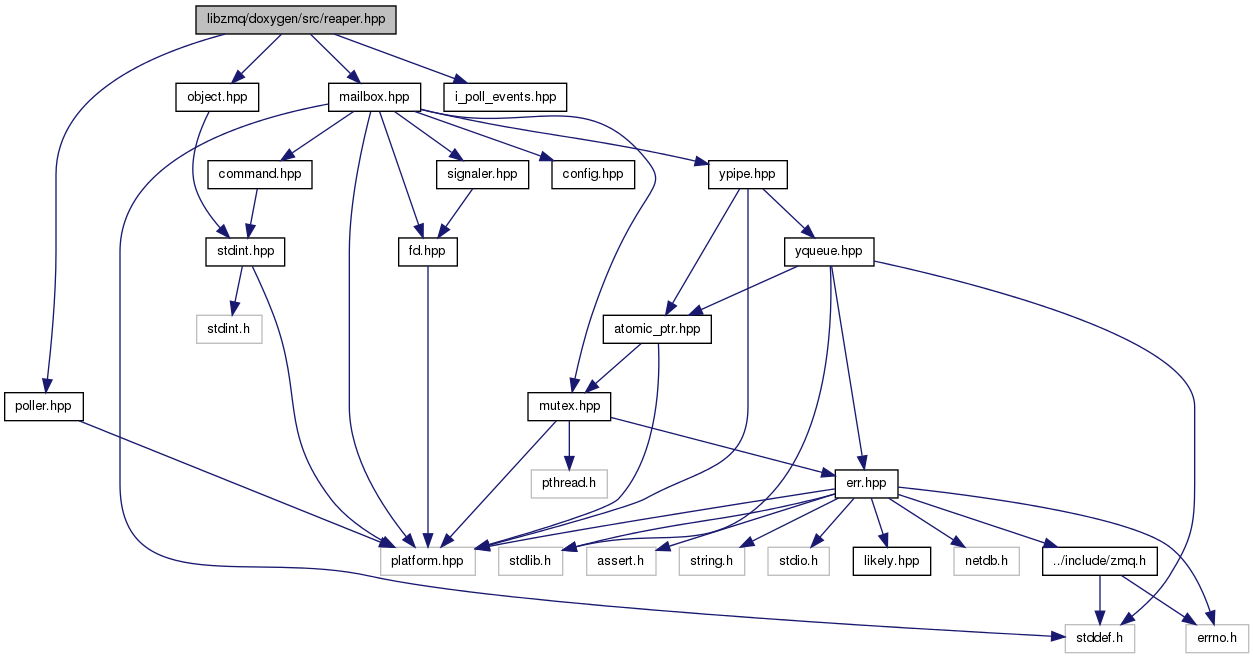 libzmq/doxygen/src/reaper.hpp
object.hpp
mailbox.hpp
i_poll_events.hpp
command.hpp
signaler.hpp
config.hpp
ypipe.hpp
stdint.hpp
fd.hpp
yqueue.hpp
stdint.h
atomic_ptr.hpp
poller.hpp
mutex.hpp
pthread.h
err.hpp
platform.hpp
stdlib.h
assert.h
string.h
stdio.h
likely.hpp
netdb.h
../include/zmq.h
stddef.h
errno.h